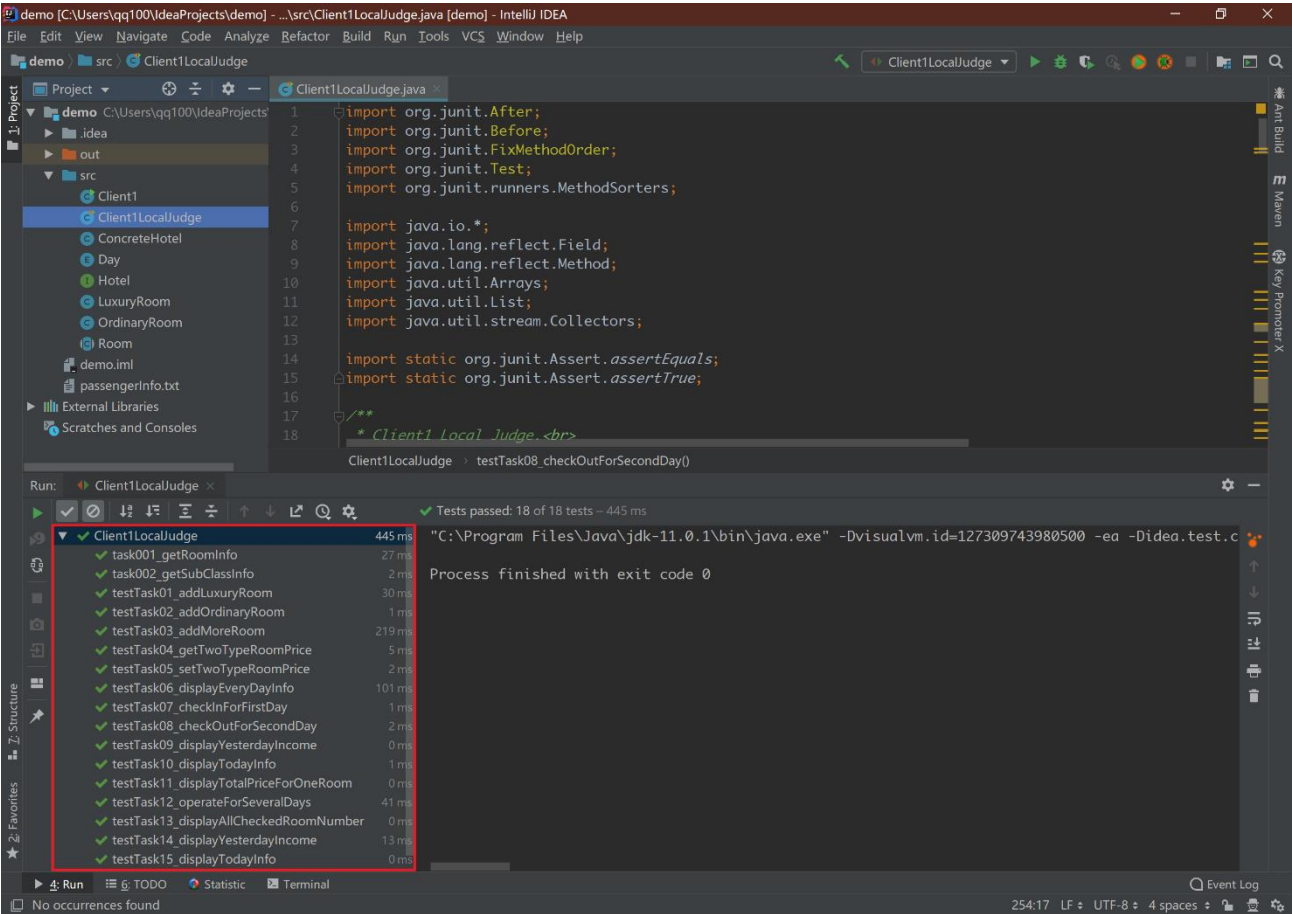 demo [C:\Users\qq100\IdeaProjects\demo] - ...\src\Client1LocalJudge.java [demo] - IntelliJ IDEA
File Edit View Navigate Code Analyze Refactor Build Run Tools VCS Window Help
demo src Client1LocalJudge
Client1LocalJudge
Project
Client1LocalJudge.java
demo C:\Users\qq100\IdeaProjects\
.idea
out
src
Client1
Client1LocalJudge
ConcreteHotel
Day
Hotel
LuxuryRoom
OrdinaryRoom
Room
demo.iml
passengerInfo.txt
External Libraries
Scratches and Consoles
1 import org.junit.After;
2 import org.junit.Before;
3 import org.junit.FixMethodOrder;
4 import org.junit.Test;
5 import org.junit.runners.MethodSorters;
6
7 import java.io.*;
8 import java.lang.reflect.Field;
9 import java.lang.reflect.Method;
10 import java.util.Arrays;
11 import java.util.List;
12 import java.util.stream.Collectors;
13
14 import static org.junit.Assert.assertEquals;
15 import static org.junit.Assert.assertTrue;
16
17 /**
18 * Client1 Local Judge.<br>
Client1LocalJudge › testTask08_checkOutForSecondDay()
1: Project
7: Structure
2: Favorites
Ant Build
Maven
Key Promoter X
Run: Client1LocalJudge
Tests passed: 18 of 18 tests – 445 ms
Client1LocalJudge 445 ms
task001_getRoomInfo 27 ms
task002_getSubClassInfo 2 ms
testTask01_addLuxuryRoom 30 ms
testTask02_addOrdinaryRoom 1 ms
testTask03_addMoreRoom 219 ms
testTask04_getTwoTypeRoomPrice 5 ms
testTask05_setTwoTypeRoomPrice 2 ms
testTask06_displayEveryDayInfo 101 ms
testTask07_checkInForFirstDay 1 ms
testTask08_checkOutForSecondDay 2 ms
testTask09_displayYesterdayIncome 0 ms
testTask10_displayTodayInfo 1 ms
testTask11_displayTotalPriceForOneRoom 0 ms
testTask12_operateForSeveralDays 41 ms
testTask13_displayAllCheckedRoomNumber 0 ms
testTask14_displayYesterdayIncome 13 ms
testTask15_displayTodayInfo 0 ms
"C:\Program Files\Java\jdk-11.0.1\bin\java.exe" -Dvisualvm.id=127309743980500 -ea -Didea.test.c
Process finished with exit code 0
4: Run 6: TODO Statistic Terminal Event Log
No occurrences found 254:17 LF UTF-8 4 spaces